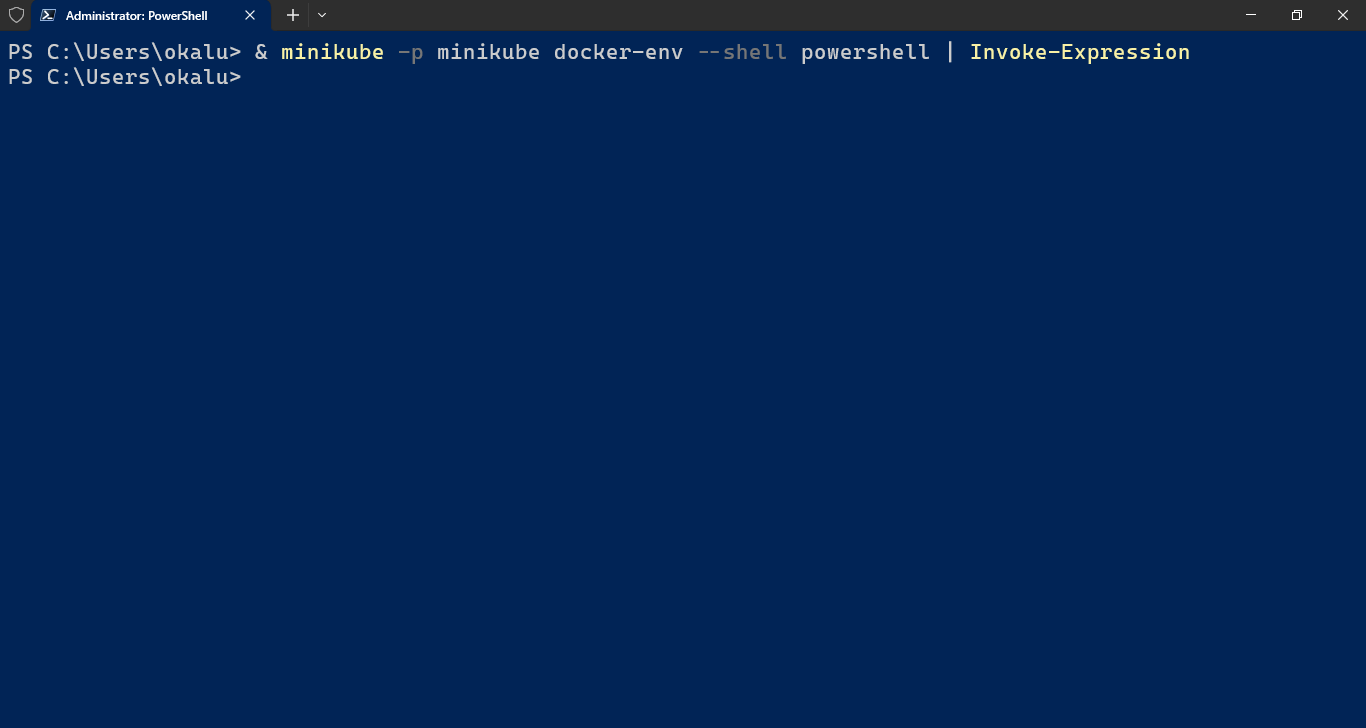 Administrator: PowerShell
PS C:\Users\okalu> & minikube -p minikube docker-env --shell powershell | Invoke-Expression
PS C:\Users\okalu>